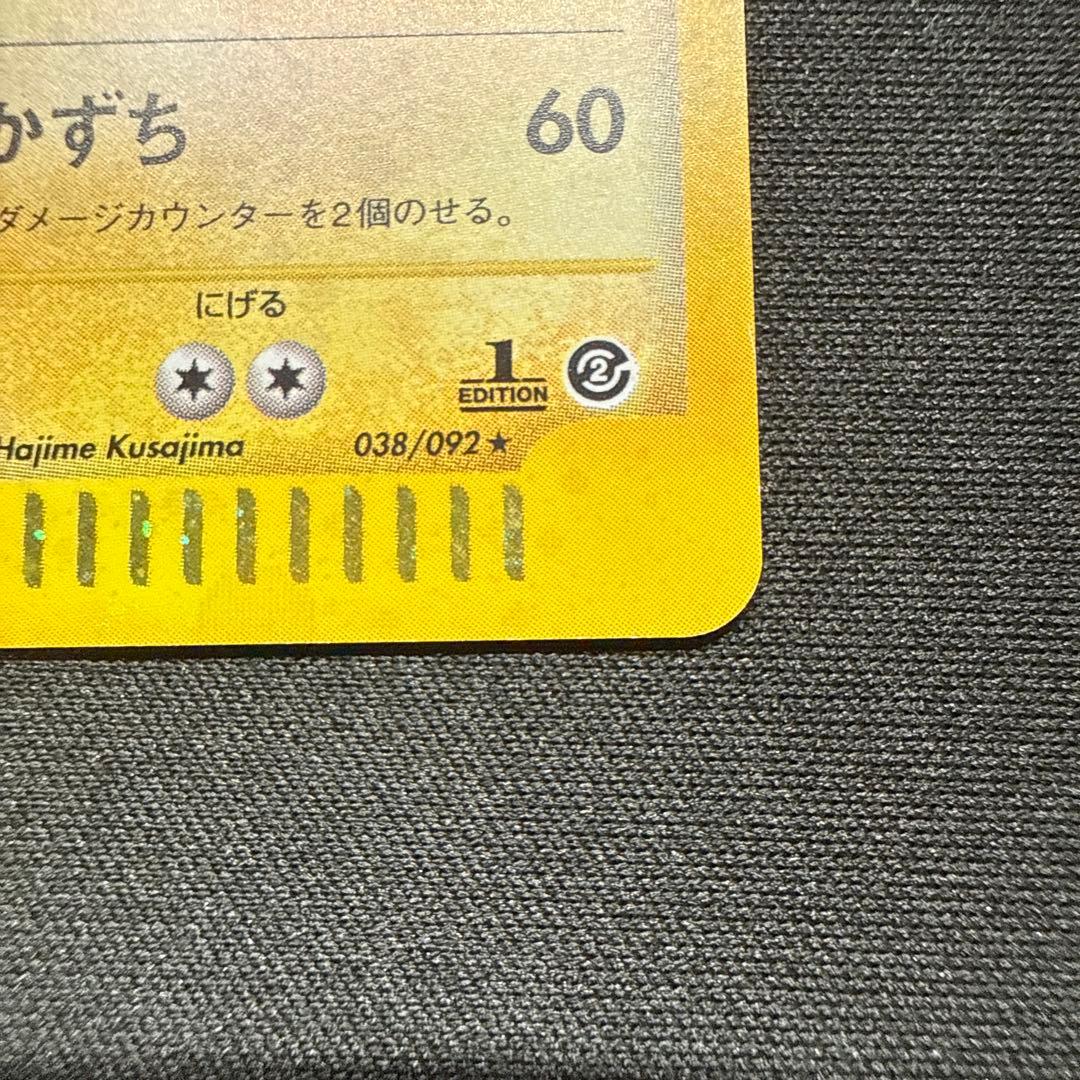 かずち 60
ダメージカウンターを2個のせる。
にげる
1
EDITION
2
Hajime Kusajima 038/092★